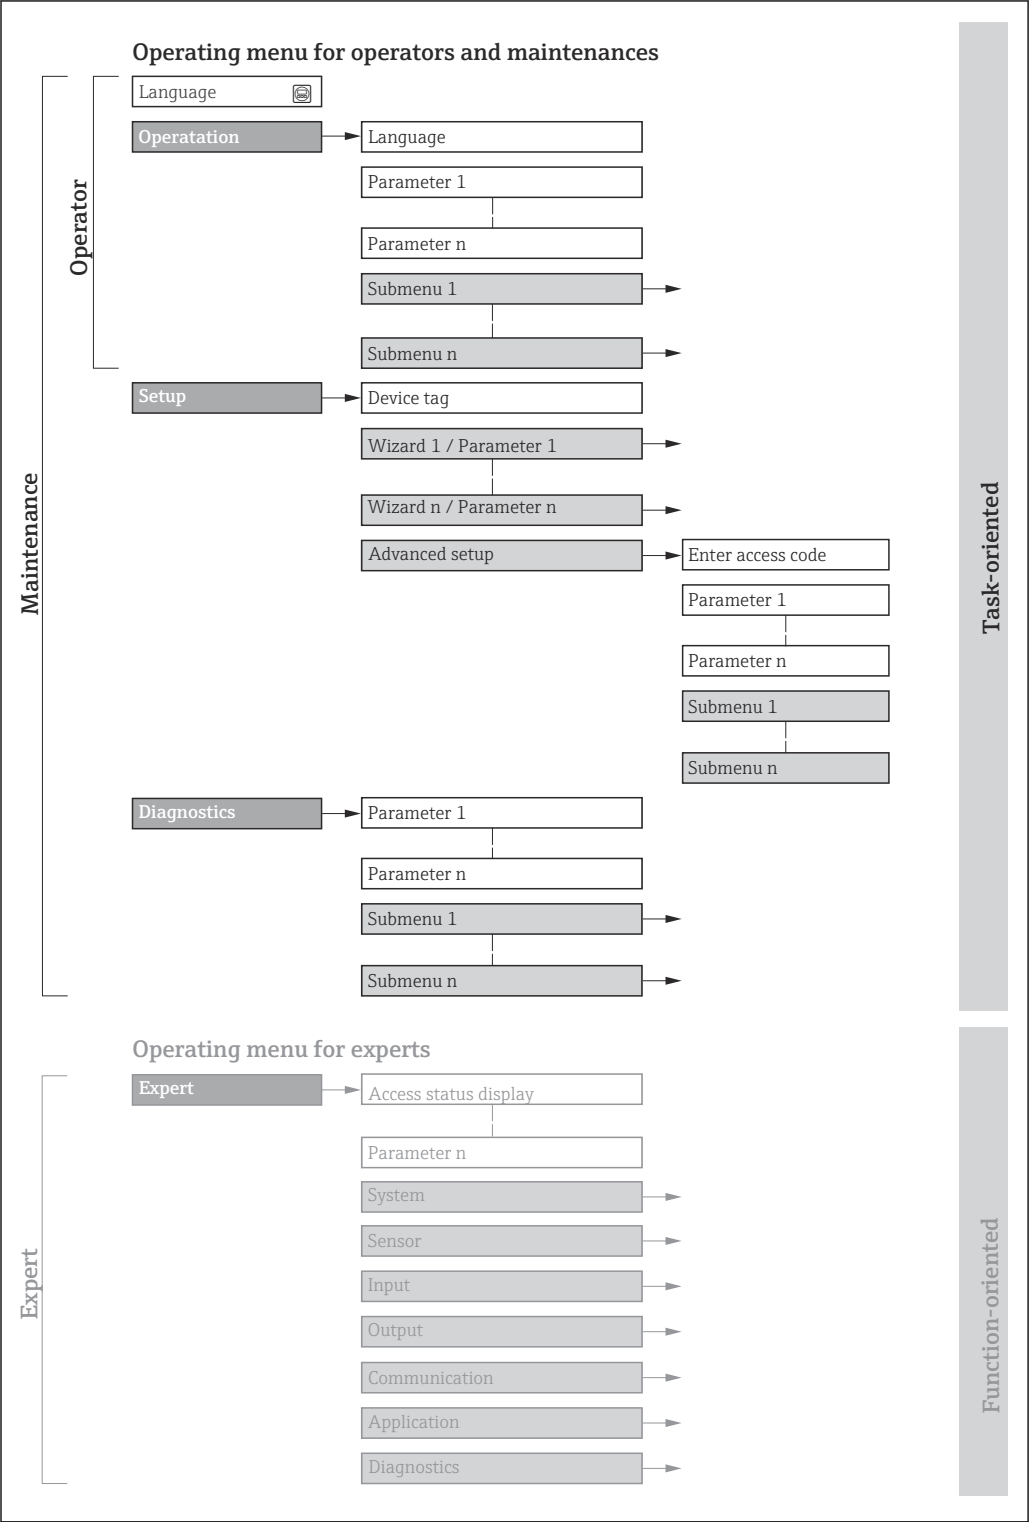 Operating menu for operators and maintenances
Language
Operatation
Language
Parameter 1
Parameter n
Submenu 1
Submenu n
Operator
Setup
Device tag
Wizard 1 / Parameter 1
Wizard n / Parameter n
Advanced setup
Enter access code
Parameter 1
Parameter n
Submenu 1
Submenu n
Maintenance
Task-oriented
Diagnostics
Parameter 1
Parameter n
Submenu 1
Submenu n
Operating menu for experts
Expert
Access status display
Parameter n
System
Sensor
Input
Output
Communication
Application
Diagnostics
Expert
Function-oriented